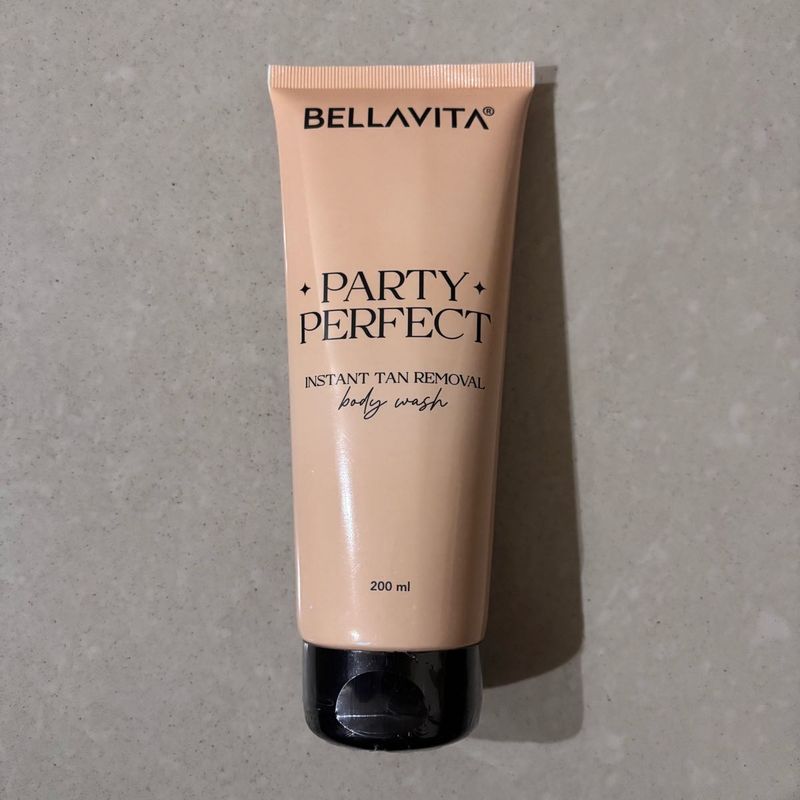 BELLAVITA®
PARTY
PERFECT
INSTANT TAN REMOVAL
body wash
200 ml